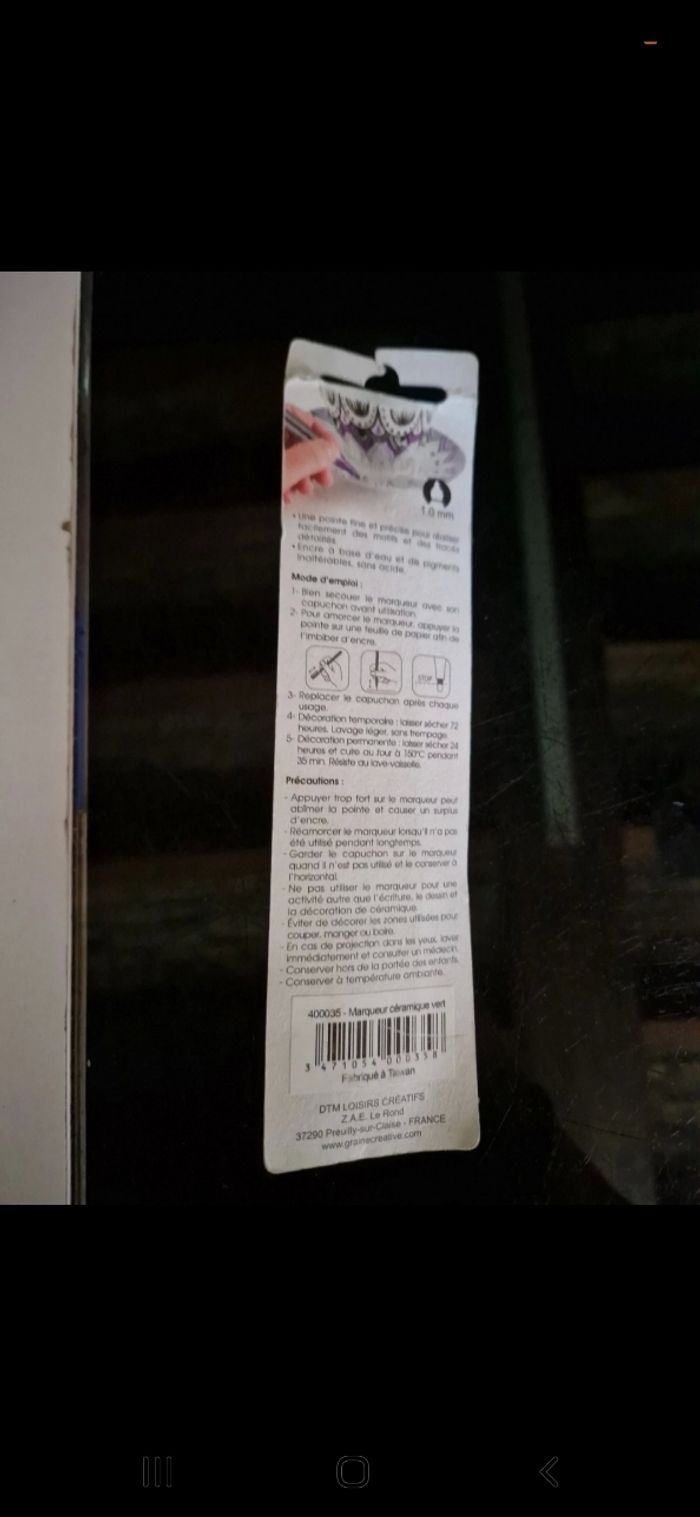 1.0 mm
• Une pointe fine et précise pour réaliser
facilement des motifs et des tracés
détaillés.
• Encre à base d'eau et de pigments
inaltérables, sans acide.
Mode d'emploi :
1- Bien secouer le marqueur avec son
capuchon avant utilisation.
2- Pour amorcer le marqueur, appuyer la
pointe sur une feuille de papier afin de
l'imbiber d'encre.
STOP
3- Replacer le capuchon après chaque
usage.
4- Décoration temporaire : laisser sécher 72
heures. Lavage léger, sans trempage.
5- Décoration permanente : laisser sécher 24
heures et cuire au four à 150°C pendant
35 min. Résiste au lave-vaisselle.
Précautions :
- Appuyer trop fort sur le marqueur peut
abîmer la pointe et causer un surplus
d'encre.
- Réamorcer le marqueur lorsqu'il n'a pas
été utilisé pendant longtemps.
- Garder le capuchon sur le marqueur
quand il n'est pas utilisé et le conserver à
l'horizontal.
- Ne pas utiliser le marqueur pour une
activité autre que l'écriture, le dessin et
la décoration de céramique.
- Éviter de décorer les zones utilisées pour
couper, manger ou boire.
- En cas de projection dans les yeux, laver
immédiatement et consulter un médecin.
- Conserver hors de la portée des enfants.
- Conserver à température ambiante.
400035 - Marqueur céramique vert
3 471054 000358
Fabriqué à Taiwan
DTM LOISIRS CRÉATIFS
Z.A.E. Le Rond
37290 Preuilly-sur-Claise - FRANCE
www.grainecreative.com